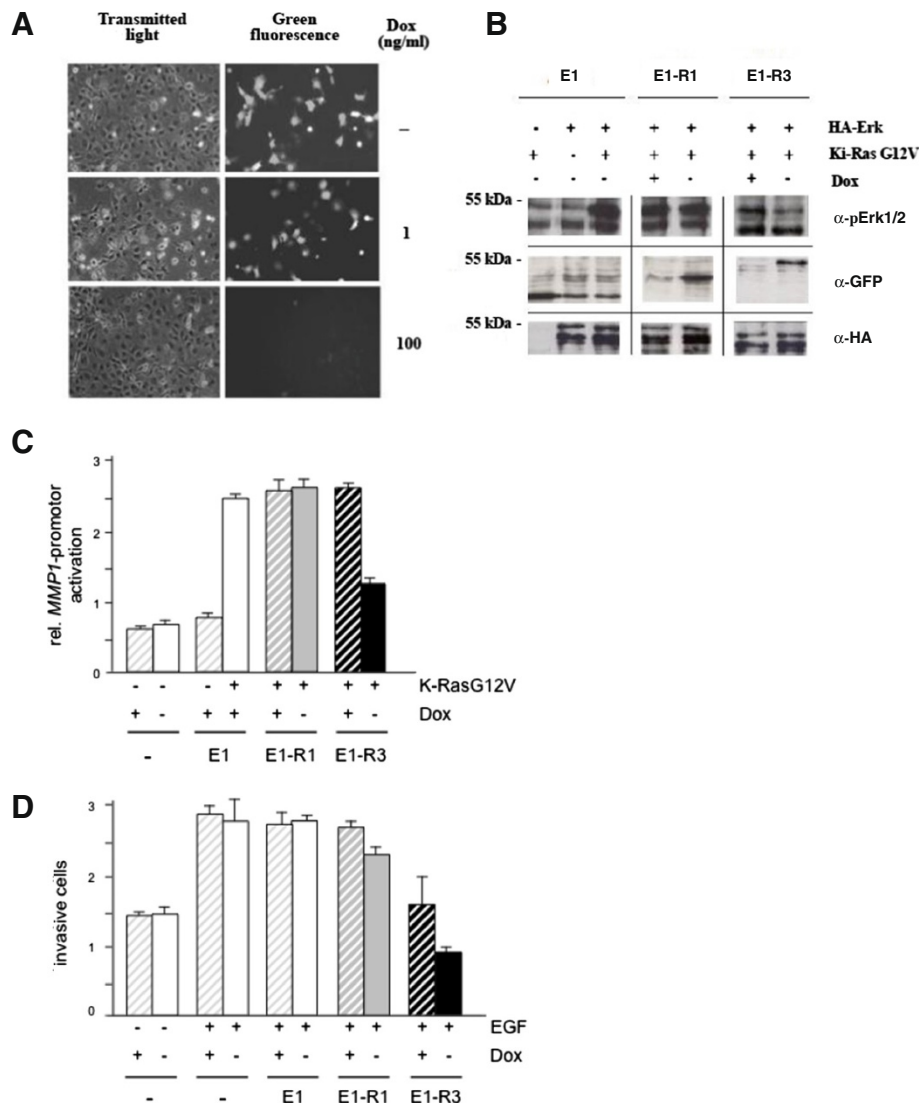 A
Transmitted light
Green fluorescence
Dox (ng/ml)
–
1
100
B
E1 E1-R1 E1-R3
- + + + + + + HA-Erk
+ - + + + + + Ki-Ras G12V
- - - + - + - Dox
55 kDa - α-pErk1/2
55 kDa - α-GFP
55 kDa - α-HA
C
rel. MMP1-promotor activation
3
2
1
0
- - - + + + + + K-RasG12V
+ - + + + - + - Dox
- E1 E1-R1 E1-R3
D
invasive cells
3
2
1
0
- - + + + + + + + + EGF
+ - + - + - + - + - Dox
- - E1 E1-R1 E1-R3